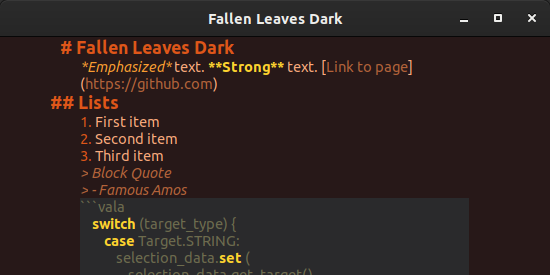 Fallen Leaves Dark
# Fallen Leaves Dark
*Emphasized* text. **Strong** text. [Link to page]
(https://github.com)
## Lists
1. First item
2. Second item
3. Third item
> Block Quote
> - Famous Amos
```vala
switch (target_type) {
case Target.STRING:
selection_data.set (
selection_data.get_target()